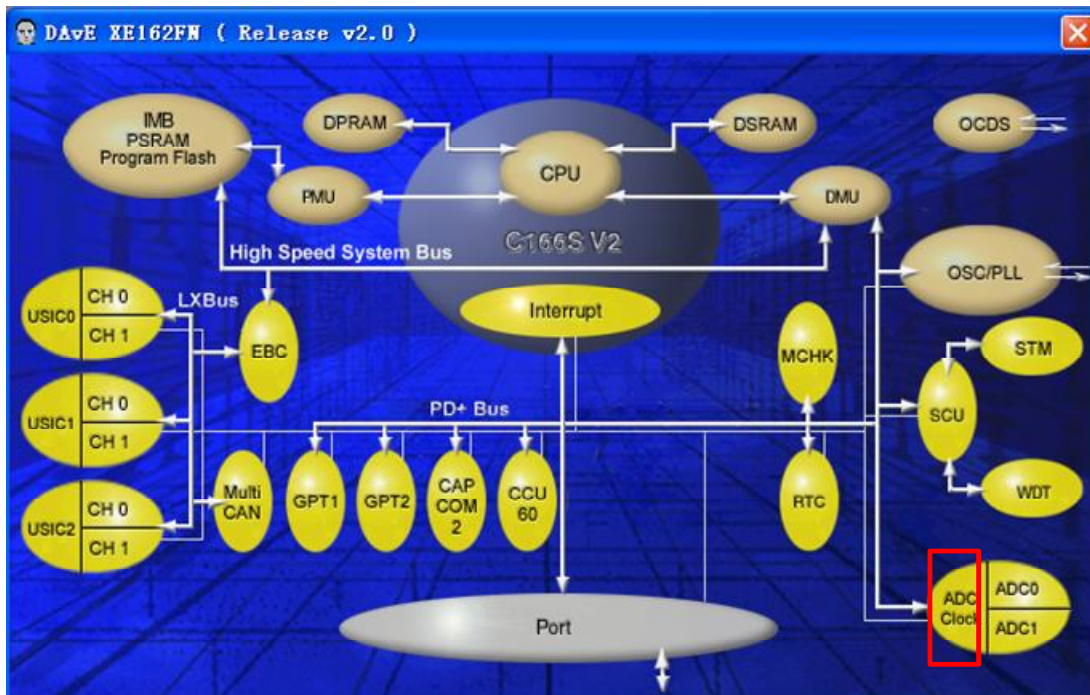 DAvE XE162FN ( Release v2.0 )
IMB
PSRAM
Program Flash
DPRAM
DSRAM
OCDS
CPU
PMU
DMU
C166S V2
High Speed System Bus
OSC/PLL
CH 0
USIC0
CH 1
LXBus
EBC
Interrupt
MCHK
STM
SCU
PD+ Bus
CH 0
USIC1
CH 1
Multi
CAN
GPT1
GPT2
CAP
COM
2
CCU
60
RTC
WDT
CH 0
USIC2
CH 1
Port
ADC
Clock
ADC0
ADC1